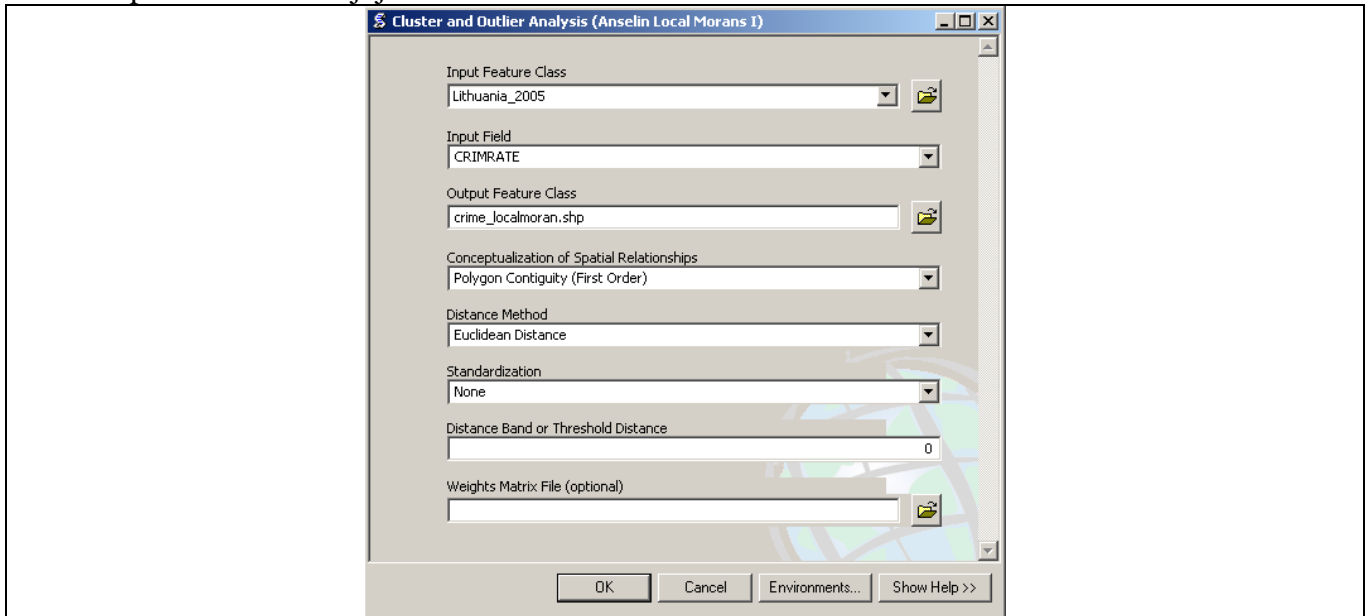 Cluster and Outlier Analysis (Anselin Local Morans I)
Input Feature Class
Lithuania_2005
Input Field
CRIMRATE
Output Feature Class
crime_localmoran.shp
Conceptualization of Spatial Relationships
Polygon Contiguity (First Order)
Distance Method
Euclidean Distance
Standardization
None
Distance Band or Threshold Distance
0
Weights Matrix File (optional)
OK Cancel Environments... Show Help >>